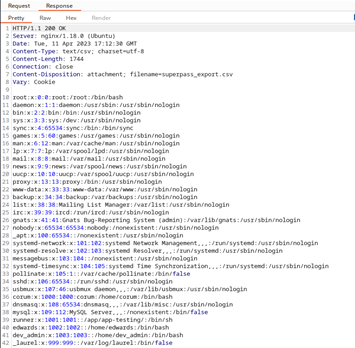 Request Response
Pretty Raw Hex Render
1 HTTP/1.1 200 OK
2 Server: nginx/1.18.0 (Ubuntu)
3 Date: Tue, 11 Apr 2023 17:12:30 GMT
4 Content-Type: text/csv; charset=utf-8
5 Content-Length: 1744
6 Connection: close
7 Content-Disposition: attachment; filename=superpass_export.csv
8 Vary: Cookie
9
10 root:x:0:0:root:/root:/bin/bash
11 daemon:x:1:1:daemon:/usr/sbin:/usr/sbin/nologin
12 bin:x:2:2:bin:/bin:/usr/sbin/nologin
13 sys:x:3:3:sys:/dev:/usr/sbin/nologin
14 sync:x:4:65534:sync:/bin:/bin/sync
15 games:x:5:60:games:/usr/games:/usr/sbin/nologin
16 man:x:6:12:man:/var/cache/man:/usr/sbin/nologin
17 lp:x:7:7:lp:/var/spool/lpd:/usr/sbin/nologin
18 mail:x:8:8:mail:/var/mail:/usr/sbin/nologin
19 news:x:9:9:news:/var/spool/news:/usr/sbin/nologin
20 uucp:x:10:10:uucp:/var/spool/uucp:/usr/sbin/nologin
21 proxy:x:13:13:proxy:/bin:/usr/sbin/nologin
22 www-data:x:33:33:www-data:/var/www:/usr/sbin/nologin
23 backup:x:34:34:backup:/var/backups:/usr/sbin/nologin
24 list:x:38:38:Mailing List Manager:/var/list:/usr/sbin/nologin
25 irc:x:39:39:ircd:/run/ircd:/usr/sbin/nologin
26 gnats:x:41:41:Gnats Bug-Reporting System (admin):/var/lib/gnats:/usr/sbin/nologin
27 nobody:x:65534:65534:nobody:/nonexistent:/usr/sbin/nologin
28 _apt:x:100:65534::/nonexistent:/usr/sbin/nologin
29 systemd-network:x:101:102:systemd Network Management,,,:/run/systemd:/usr/sbin/nologin
30 systemd-resolve:x:102:103:systemd Resolver,,,:/run/systemd:/usr/sbin/nologin
31 messagebus:x:103:104::/nonexistent:/usr/sbin/nologin
32 systemd-timesync:x:104:105:systemd Time Synchronization,,,:/run/systemd:/usr/sbin/nologin
33 pollinate:x:105:1::/var/cache/pollinate:/bin/false
34 sshd:x:106:65534::/run/sshd:/usr/sbin/nologin
35 usbmux:x:107:46:usbmux daemon,,,:/var/lib/usbmux:/usr/sbin/nologin
36 corum:x:1000:1000:corum:/home/corum:/bin/bash
37 dnsmasq:x:108:65534:dnsmasq,,,:/var/lib/misc:/usr/sbin/nologin
38 mysql:x:109:112:MySQL Server,,,:/nonexistent:/bin/false
39 runner:x:1001:1001::/app/app-testing/:/bin/sh
40 edwards:x:1002:1002::/home/edwards:/bin/bash
41 dev_admin:x:1003:1003::/home/dev_admin:/bin/bash
42 _laurel:x:999:999::/var/log/laurel:/bin/false